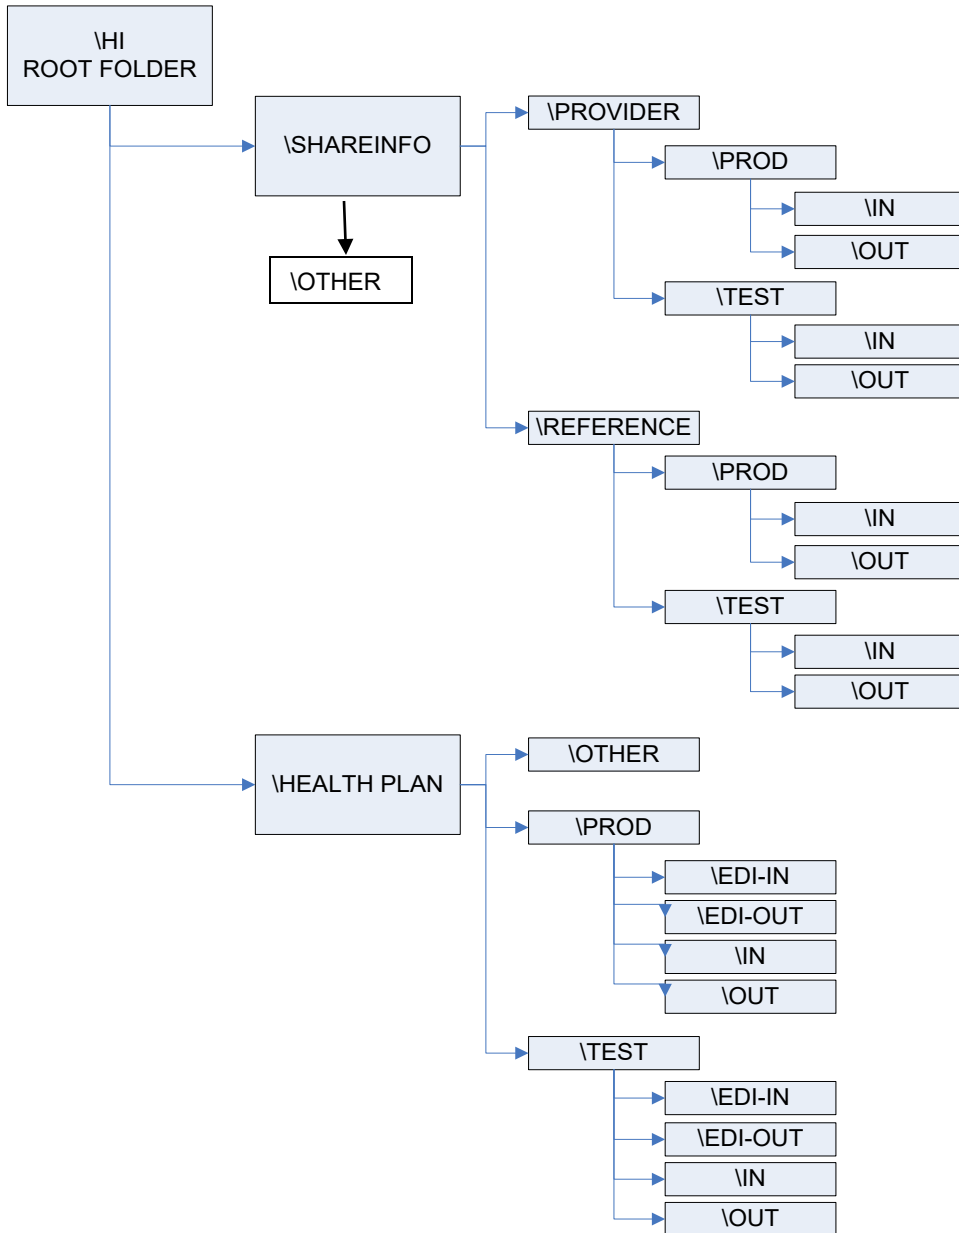 \HI
ROOT FOLDER
\SHAREINFO
\OTHER
\PROVIDER
\PROD
\IN
\OUT
\TEST
\IN
\OUT
\REFERENCE
\PROD
\IN
\OUT
\TEST
\IN
\OUT
\HEALTH PLAN
\OTHER
\PROD
\EDI-IN
\EDI-OUT
\IN
\OUT
\TEST
\EDI-IN
\EDI-OUT
\IN
\OUT